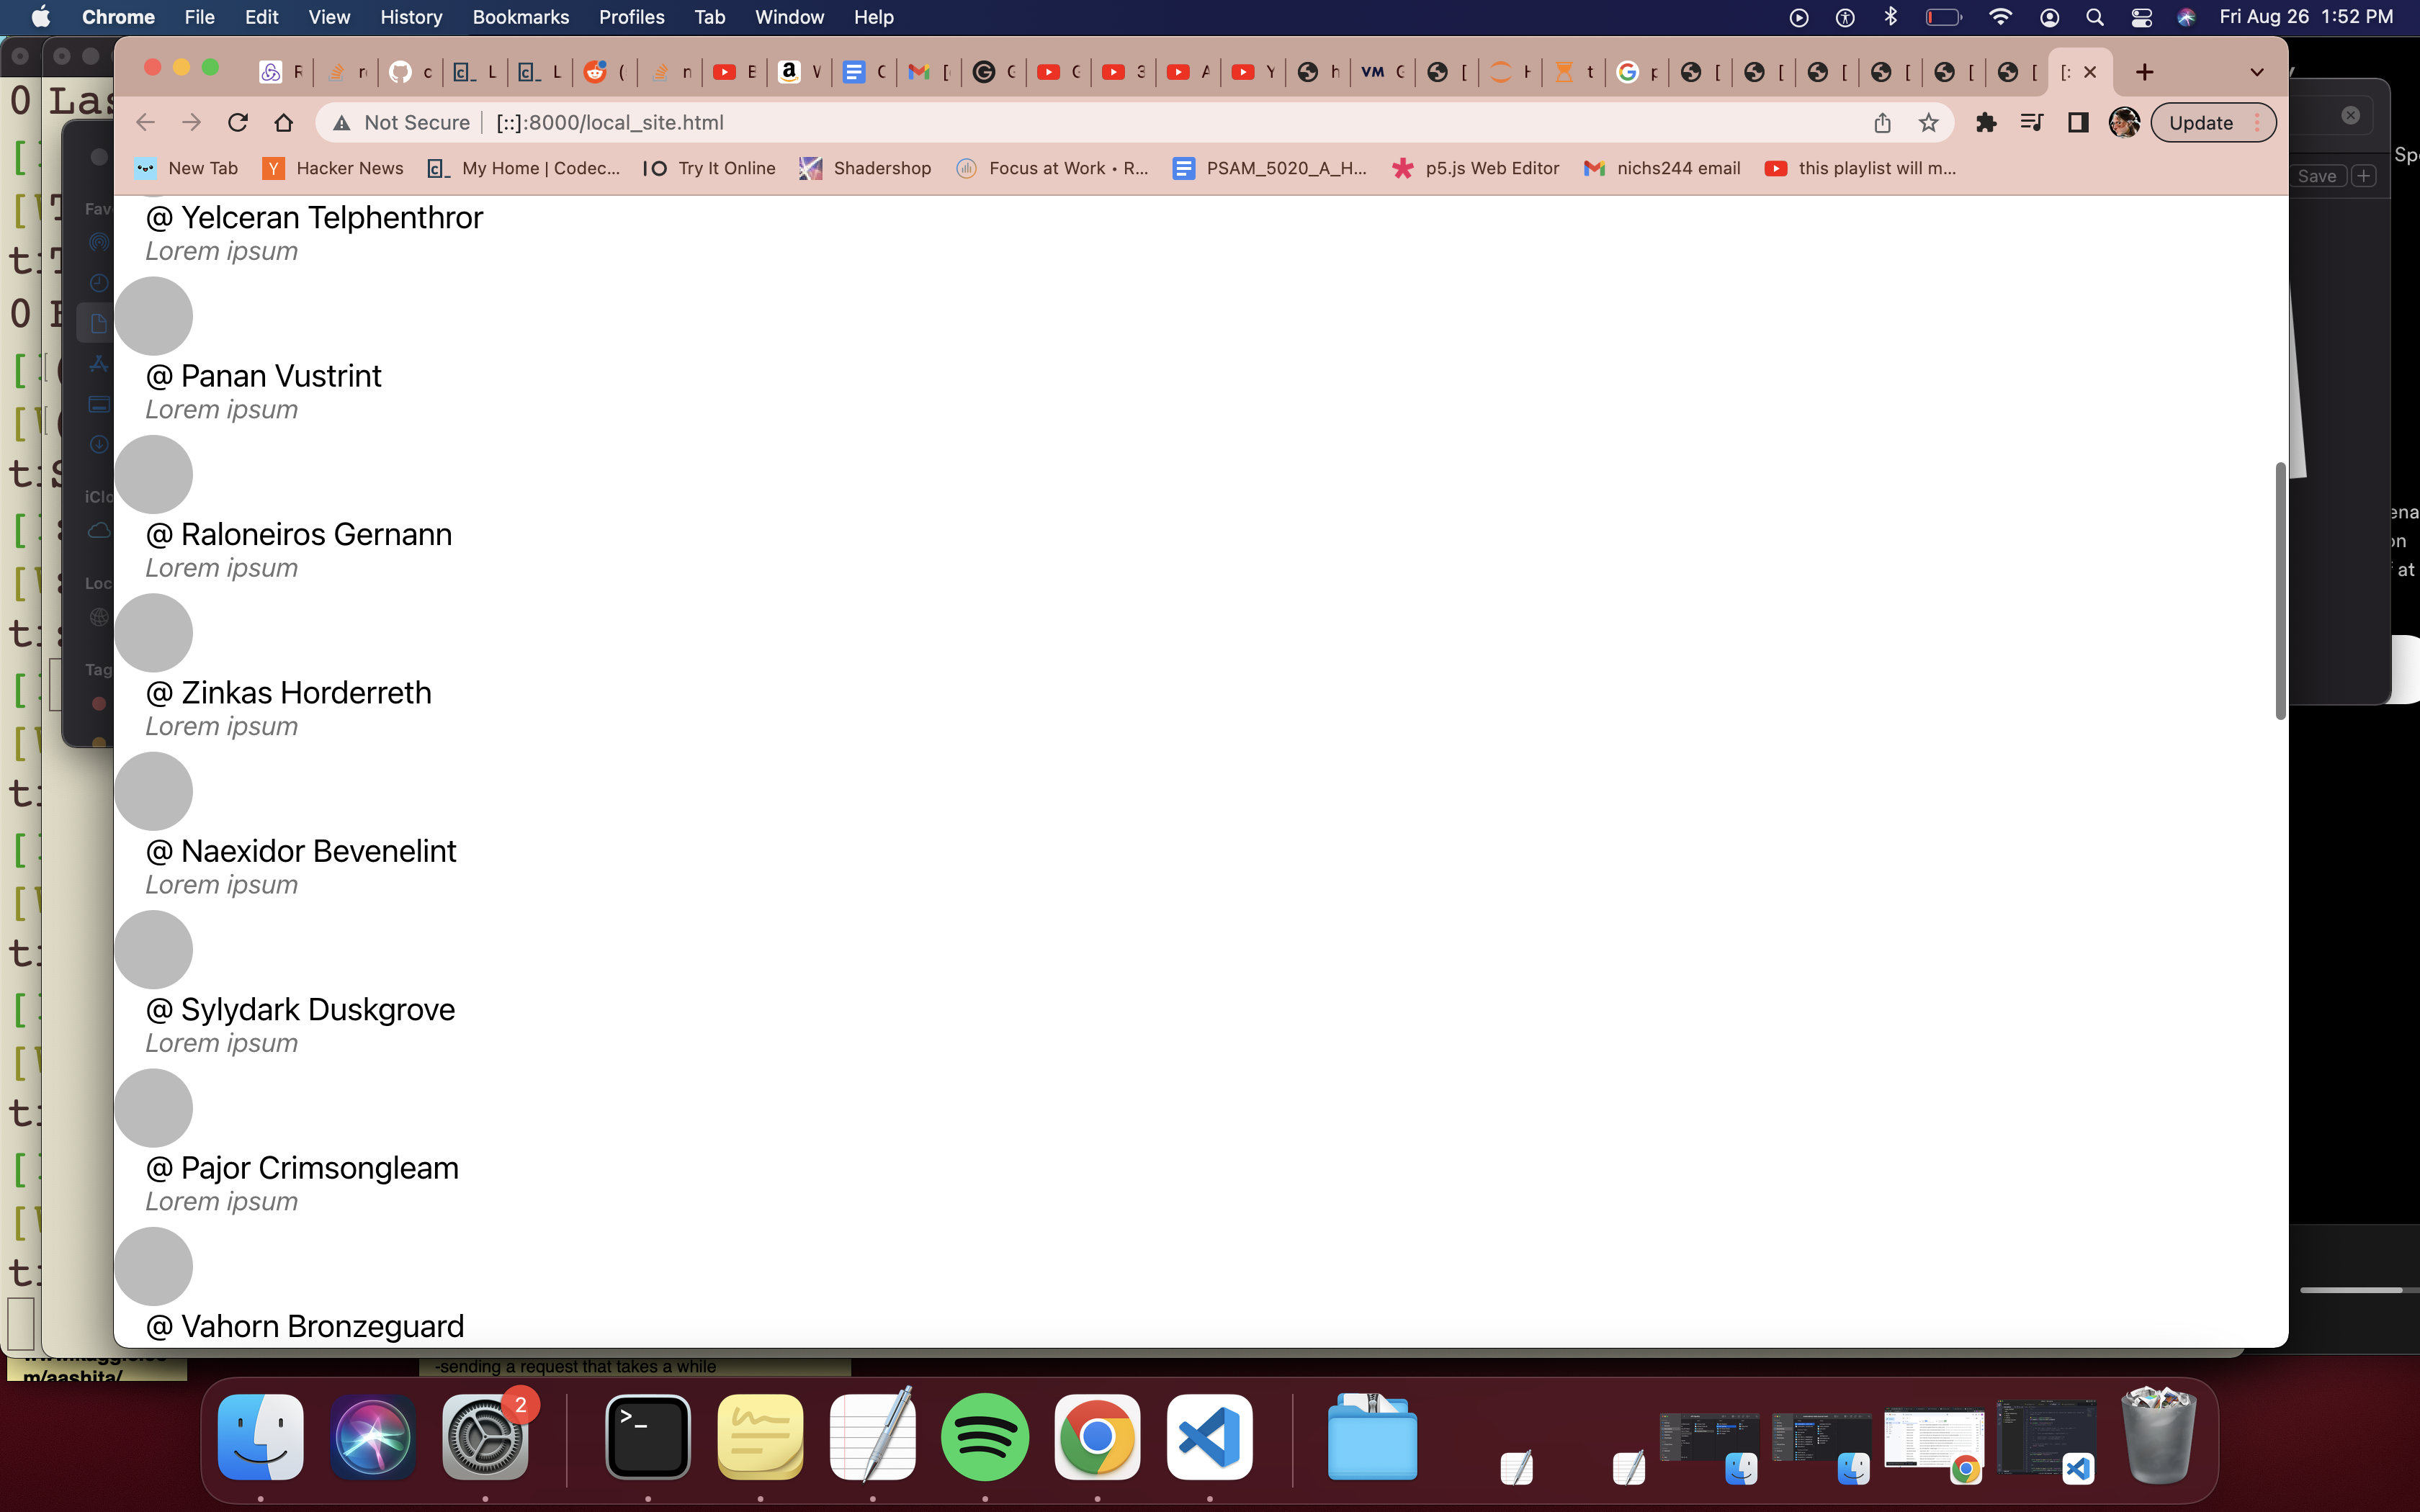 Chrome File Edit View History Bookmarks Profiles Tab Window Help Fri Aug 26 1:52 PM
Not Secure [::]:8000/local_site.html Update
New Tab Hacker News My Home | Codec... Try It Online Shadershop Focus at Work • R... PSAM_5020_A_H... p5.js Web Editor nichs244 email this playlist will m...
Save
@ Yelceran Telphenthror
Lorem ipsum
@ Panan Vustrint
Lorem ipsum
@ Raloneiros Gernann
Lorem ipsum
@ Zinkas Horderreth
Lorem ipsum
@ Naexidor Bevenelint
Lorem ipsum
@ Sylydark Duskgrove
Lorem ipsum
@ Pajor Crimsongleam
Lorem ipsum
@ Vahorn Bronzeguard
-sending a request that takes a while
m/aashita/
2